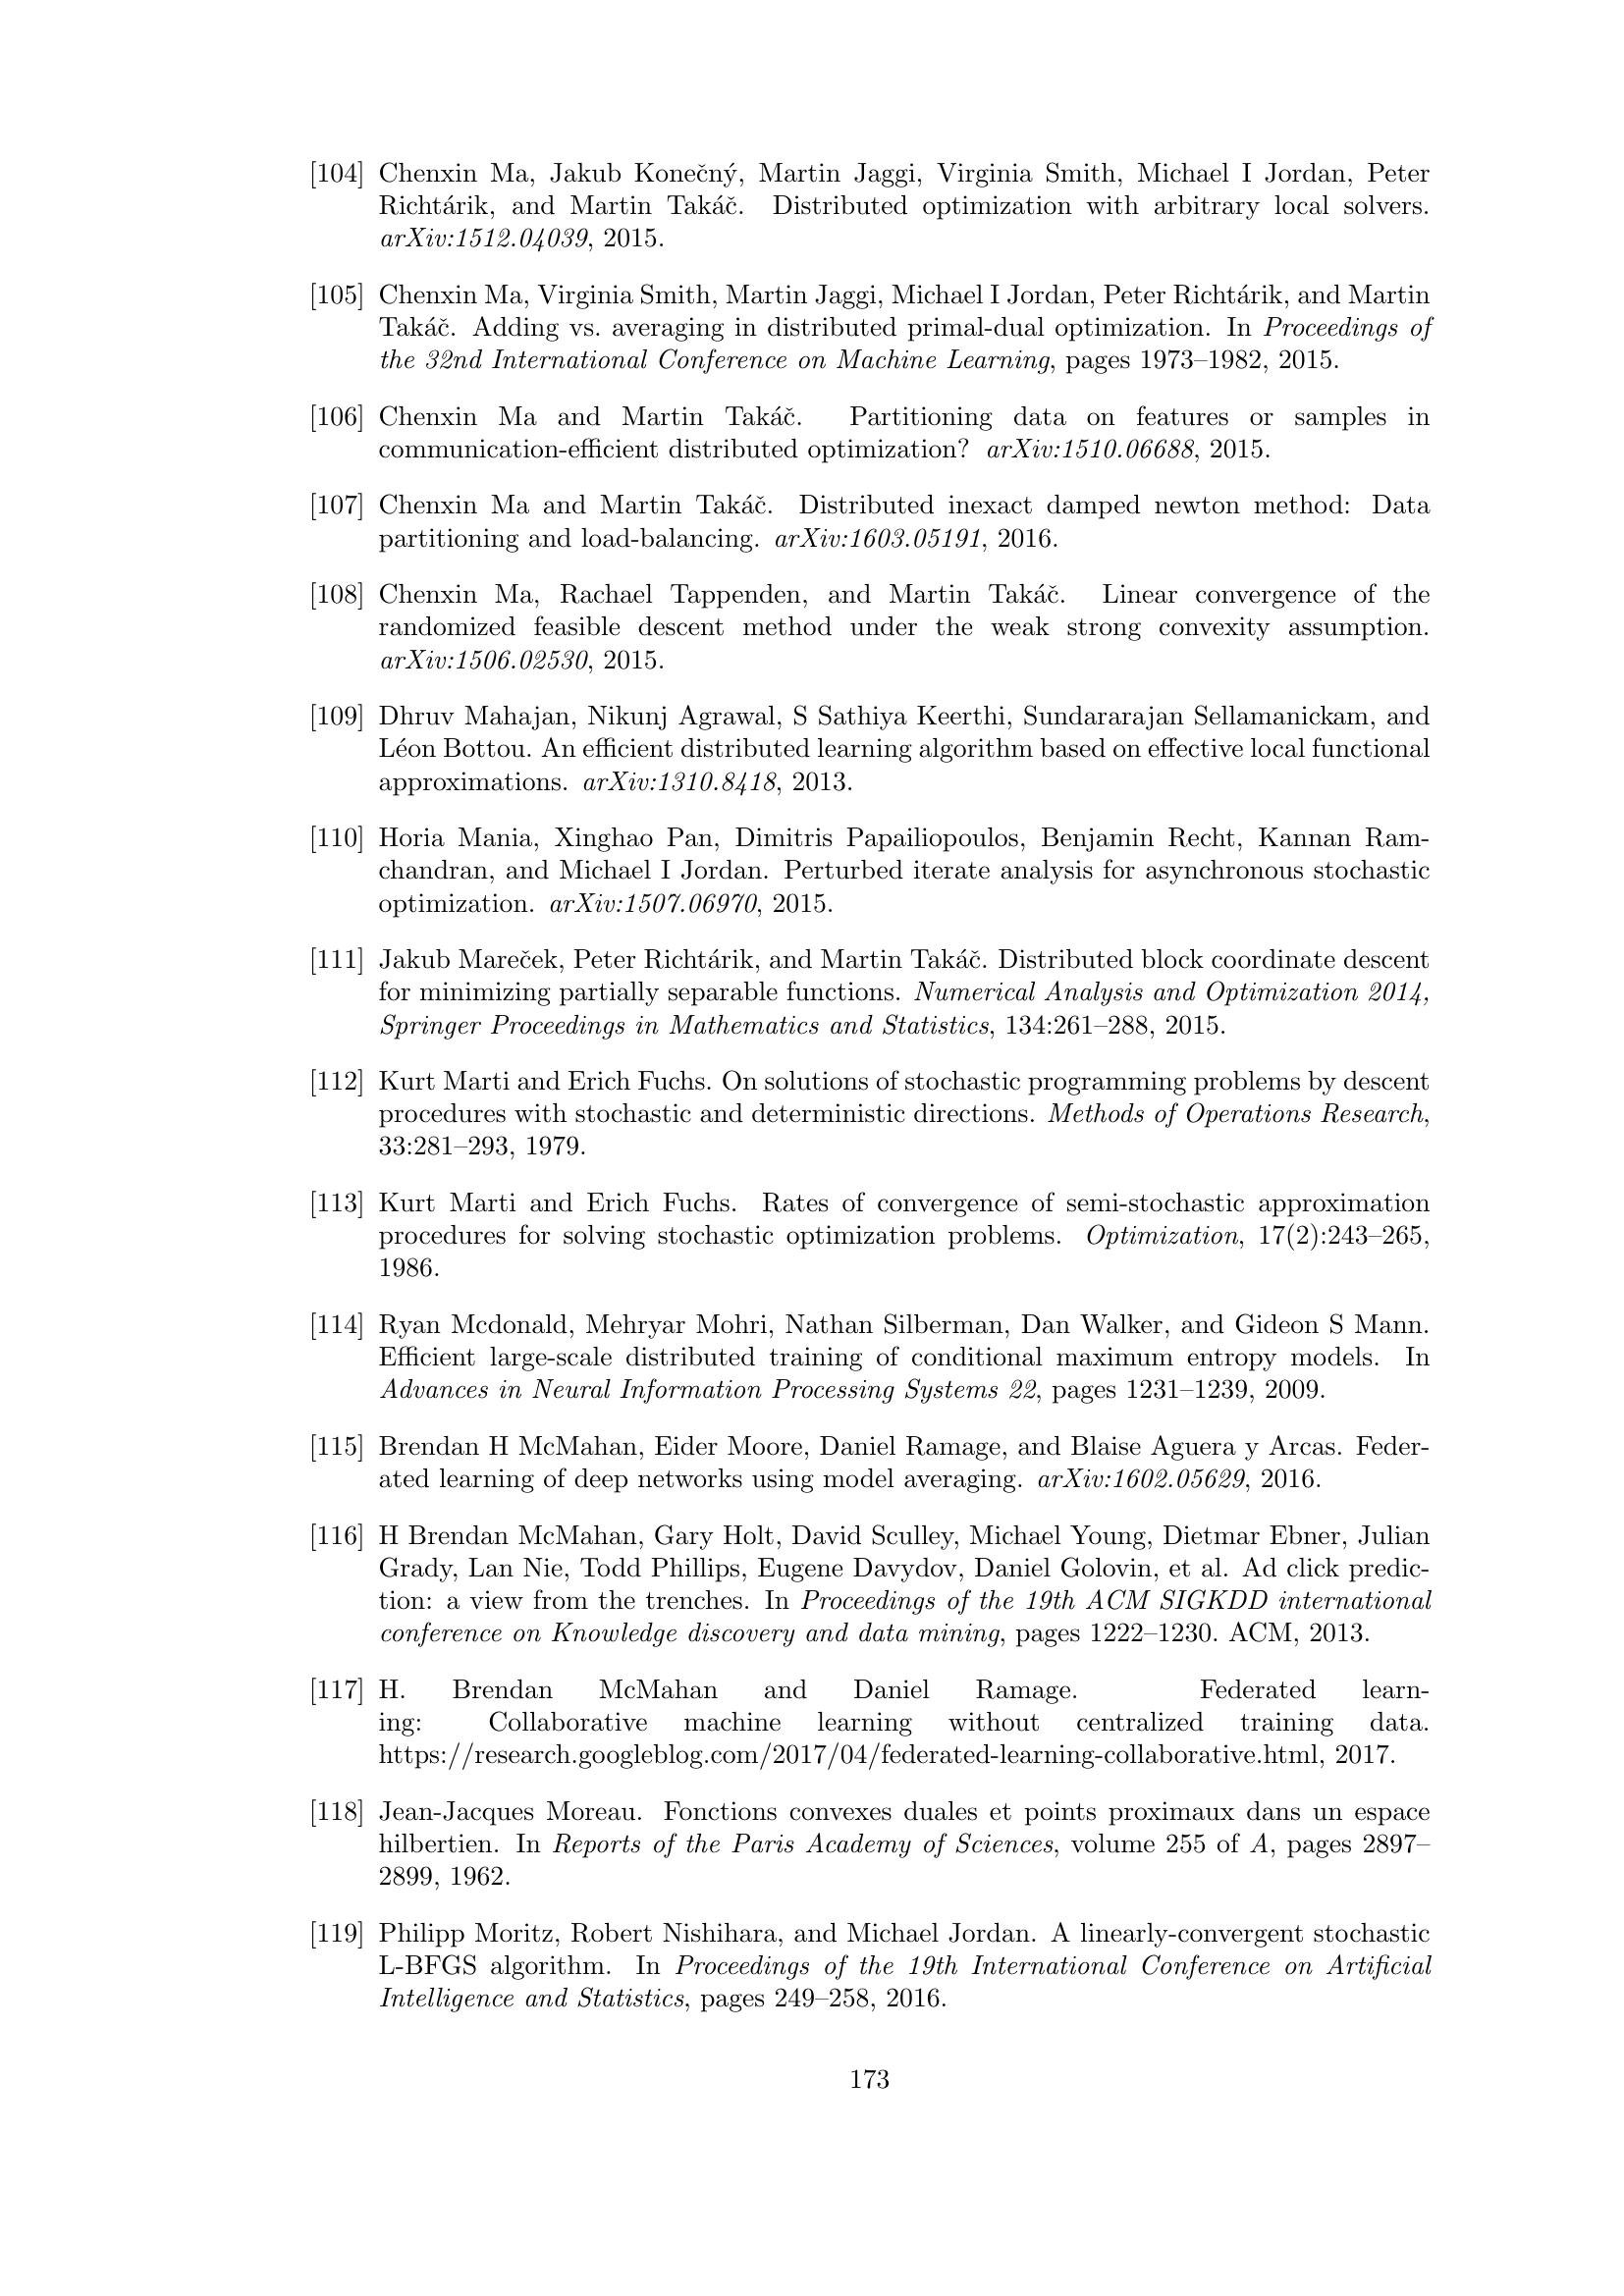 [104] Chenxin Ma, Jakub Konečný, Martin Jaggi, Virginia Smith, Michael I Jordan, Peter
Richtárik, and Martin Takáč. Distributed optimization with arbitrary local solvers.
arXiv:1512.04039, 2015.
[105] Chenxin Ma, Virginia Smith, Martin Jaggi, Michael I Jordan, Peter Richtárik, and Martin
Takáč. Adding vs. averaging in distributed primal-dual optimization. In Proceedings of
the 32nd International Conference on Machine Learning, pages 1973–1982, 2015.
[106] Chenxin Ma and Martin Takáč. Partitioning data on features or samples in
communication-efficient distributed optimization? arXiv:1510.06688, 2015.
[107] Chenxin Ma and Martin Takáč. Distributed inexact damped newton method: Data
partitioning and load-balancing. arXiv:1603.05191, 2016.
[108] Chenxin Ma, Rachael Tappenden, and Martin Takáč. Linear convergence of the
randomized feasible descent method under the weak strong convexity assumption.
arXiv:1506.02530, 2015.
[109] Dhruv Mahajan, Nikunj Agrawal, S Sathiya Keerthi, Sundararajan Sellamanickam, and
Léon Bottou. An efficient distributed learning algorithm based on effective local functional
approximations. arXiv:1310.8418, 2013.
[110] Horia Mania, Xinghao Pan, Dimitris Papailiopoulos, Benjamin Recht, Kannan Ram-
chandran, and Michael I Jordan. Perturbed iterate analysis for asynchronous stochastic
optimization. arXiv:1507.06970, 2015.
[111] Jakub Mareček, Peter Richtárik, and Martin Takáč. Distributed block coordinate descent
for minimizing partially separable functions. Numerical Analysis and Optimization 2014,
Springer Proceedings in Mathematics and Statistics, 134:261–288, 2015.
[112] Kurt Marti and Erich Fuchs. On solutions of stochastic programming problems by descent
procedures with stochastic and deterministic directions. Methods of Operations Research,
33:281–293, 1979.
[113] Kurt Marti and Erich Fuchs. Rates of convergence of semi-stochastic approximation
procedures for solving stochastic optimization problems. Optimization, 17(2):243–265,
1986.
[114] Ryan Mcdonald, Mehryar Mohri, Nathan Silberman, Dan Walker, and Gideon S Mann.
Efficient large-scale distributed training of conditional maximum entropy models. In
Advances in Neural Information Processing Systems 22, pages 1231–1239, 2009.
[115] Brendan H McMahan, Eider Moore, Daniel Ramage, and Blaise Aguera y Arcas. Feder-
ated learning of deep networks using model averaging. arXiv:1602.05629, 2016.
[116] H Brendan McMahan, Gary Holt, David Sculley, Michael Young, Dietmar Ebner, Julian
Grady, Lan Nie, Todd Phillips, Eugene Davydov, Daniel Golovin, et al. Ad click predic-
tion: a view from the trenches. In Proceedings of the 19th ACM SIGKDD international
conference on Knowledge discovery and data mining, pages 1222–1230. ACM, 2013.
[117] H. Brendan McMahan and Daniel Ramage. Federated learn-
ing: Collaborative machine learning without centralized training data.
https://research.googleblog.com/2017/04/federated-learning-collaborative.html, 2017.
[118] Jean-Jacques Moreau. Fonctions convexes duales et points proximaux dans un espace
hilbertien. In Reports of the Paris Academy of Sciences, volume 255 of A, pages 2897–
2899, 1962.
[119] Philipp Moritz, Robert Nishihara, and Michael Jordan. A linearly-convergent stochastic
L-BFGS algorithm. In Proceedings of the 19th International Conference on Artificial
Intelligence and Statistics, pages 249–258, 2016.
173